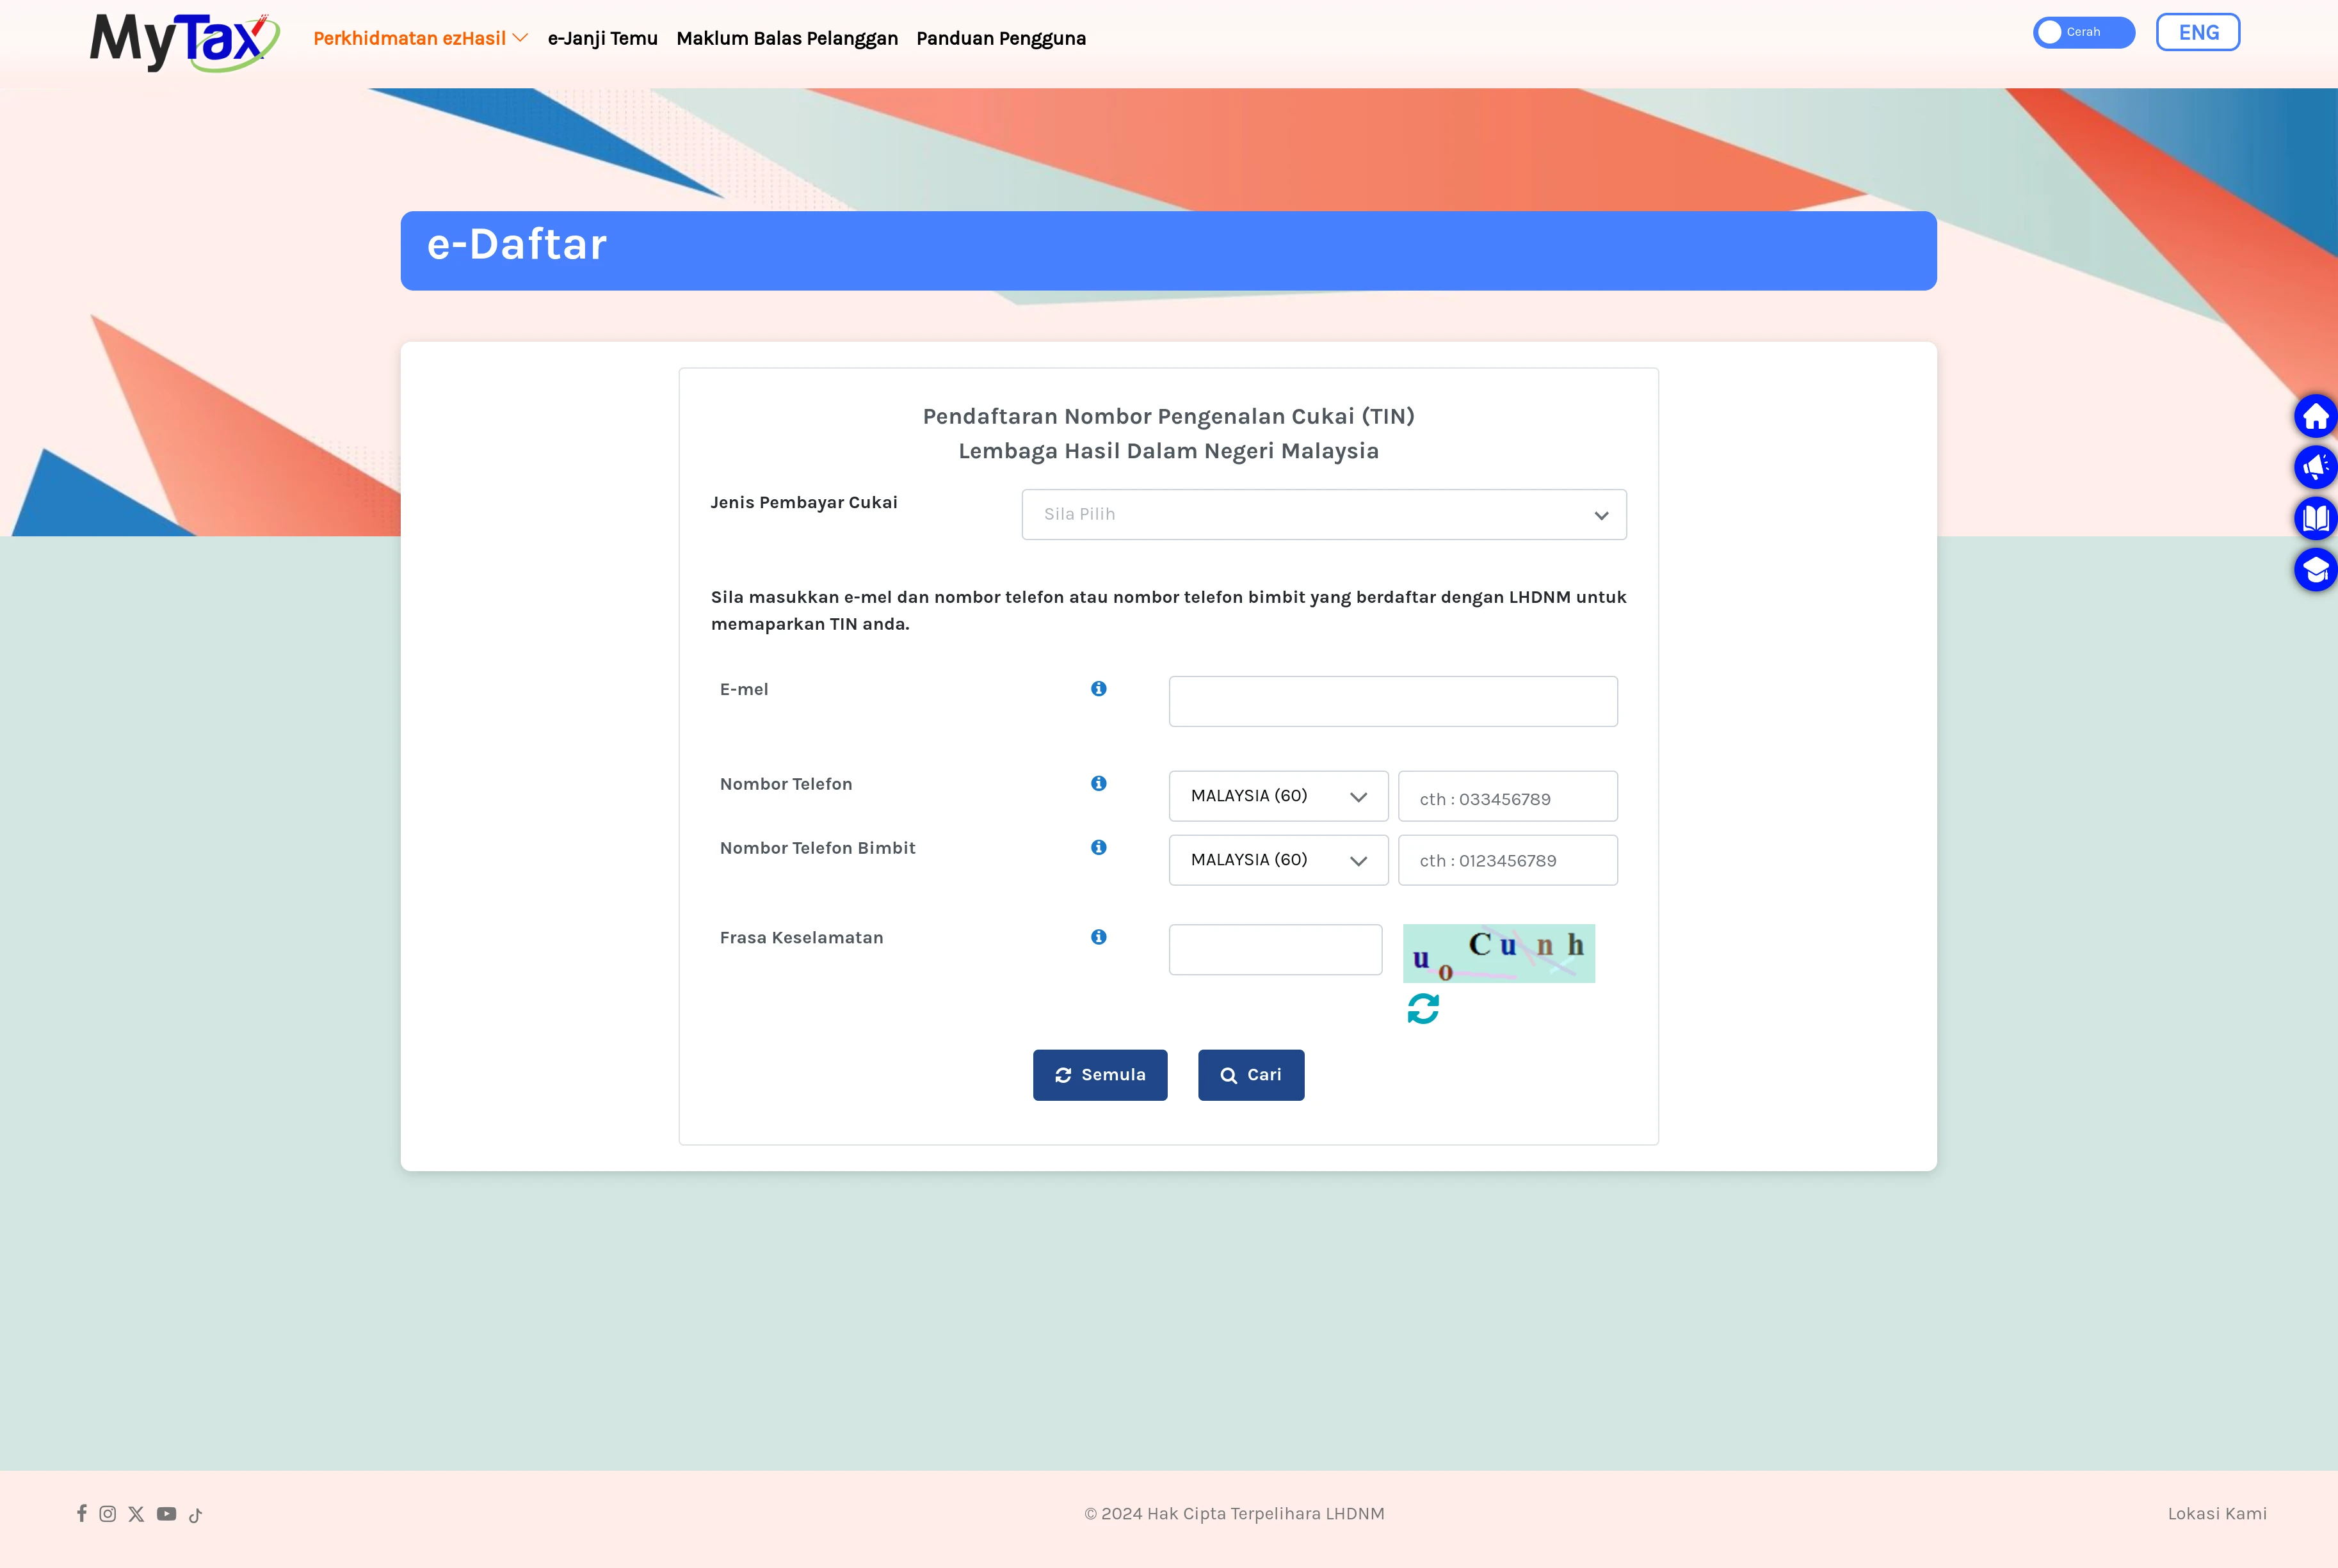 MyTax
Perkhidmatan ezHasil
e-Janji Temu
Maklum Balas Pelanggan
Panduan Pengguna
Cerah
ENG
e-Daftar
Pendaftaran Nombor Pengenalan Cukai (TIN)
Lembaga Hasil Dalam Negeri Malaysia
Jenis Pembayar Cukai
Sila Pilih
Sila masukkan e-mel dan nombor telefon atau nombor telefon bimbit yang berdaftar dengan LHDNM untuk
memaparkan TIN anda.
E-mel
Nombor Telefon
MALAYSIA (60)
cth : 033456789
Nombor Telefon Bimbit
MALAYSIA (60)
cth : 0123456789
Frasa Keselamatan
u o C u n h
Semula
Cari
© 2024 Hak Cipta Terpelihara LHDNM
Lokasi Kami